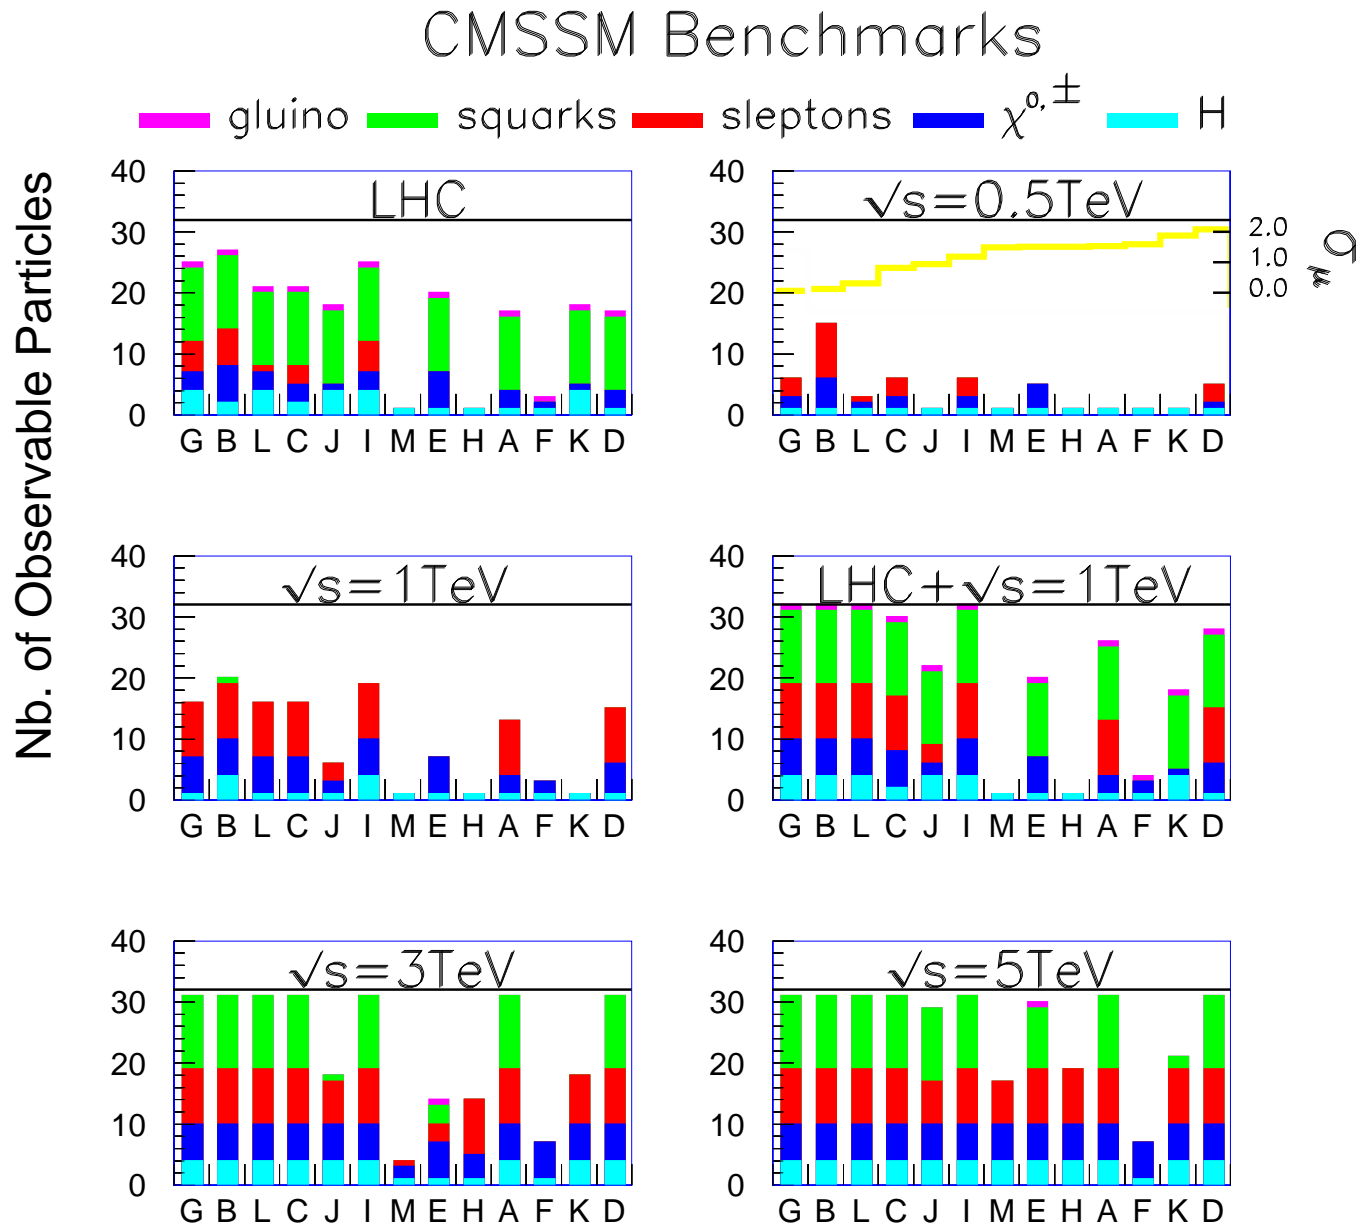 CMSSM Benchmarks
gluino squarks sleptons χ⁰,± H
Nb. of Observable Particles
LHC
40
30
20
10
0
G B L C J I M E H A F K D
√s=0.5TeV
40
30
20
10
0
2.0
1.0
0.0
δμ
G B L C J I M E H A F K D
√s=1TeV
40
30
20
10
0
G B L C J I M E H A F K D
LHC+√s=1TeV
40
30
20
10
0
G B L C J I M E H A F K D
√s=3TeV
40
30
20
10
0
G B L C J I M E H A F K D
√s=5TeV
40
30
20
10
0
G B L C J I M E H A F K D